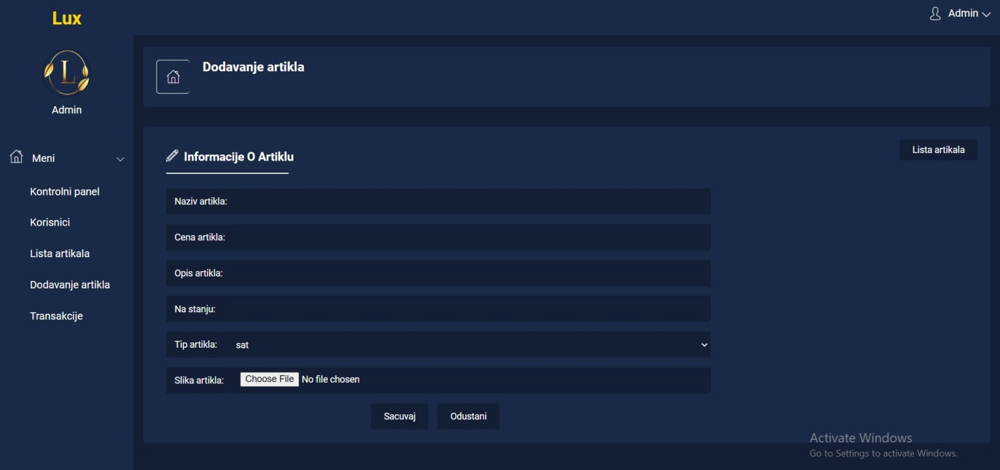 Lux
Admin
L
Admin
Meni
Kontrolni panel
Korisnici
Lista artikala
Dodavanje artikla
Transakcije
Dodavanje artikla
Informacije O Artiklu
Lista artikala
Naziv artikla:
Cena artikla:
Opis artikla:
Na stanju:
Tip artikla: sat
Slika artikla: Choose File No file chosen
Sacuvaj Odustani
Activate Windows
Go to Settings to activate Windows.